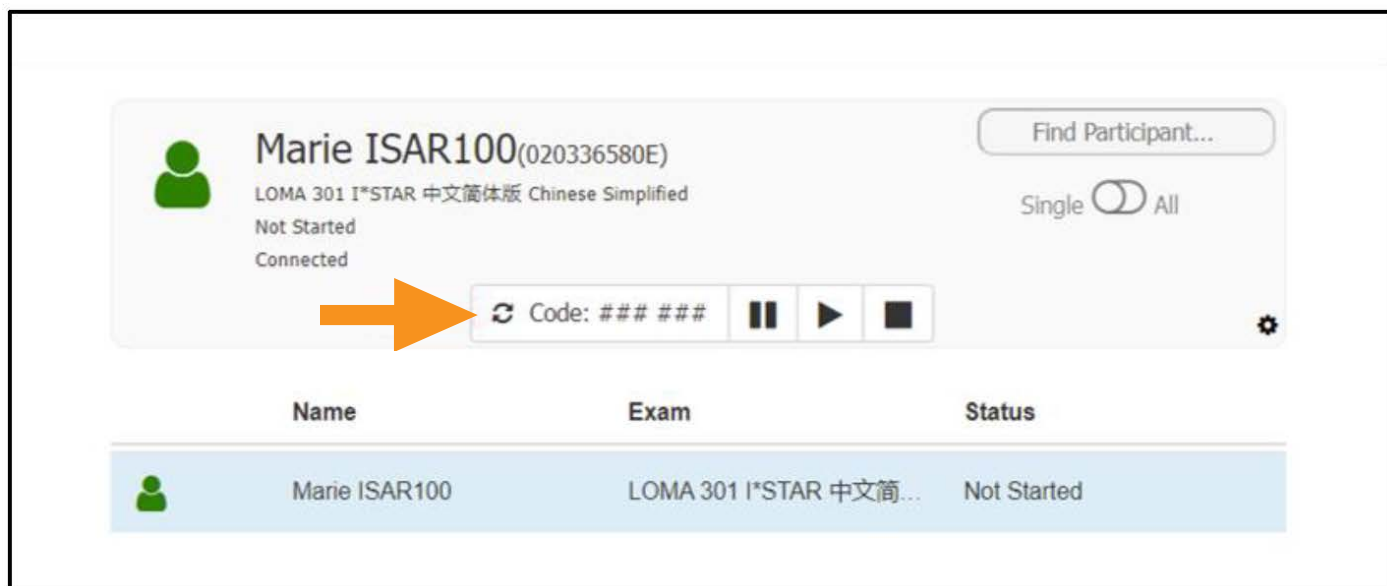 Marie ISAR100(020336580E)
Find Participant...
LOMA 301 I*STAR 中文简体版 Chinese Simplified
Single All
Not Started
Connected
Code: ### ###
Name Exam Status
Marie ISAR100 LOMA 301 I*STAR 中文简... Not Started